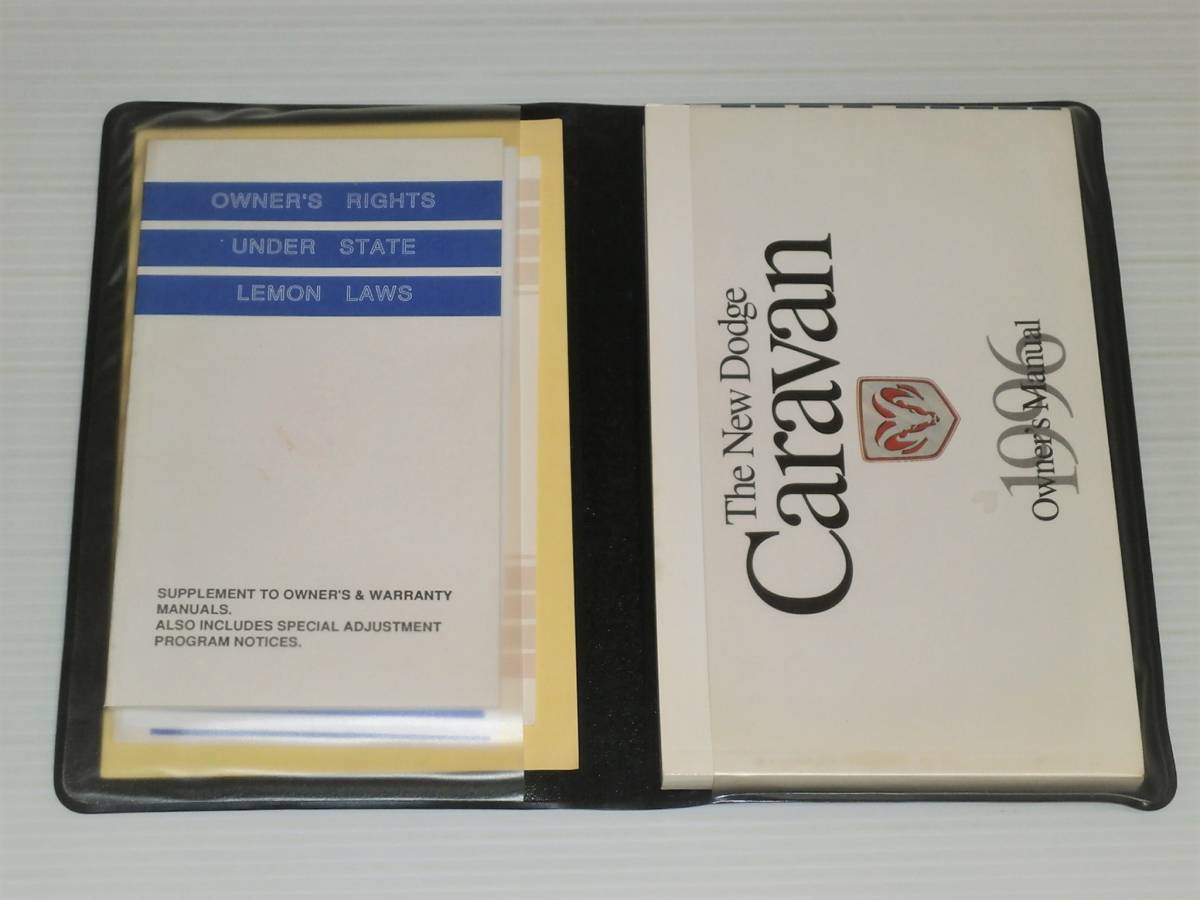 OWNER'S RIGHTS
UNDER STATE
LEMON LAWS
SUPPLEMENT TO OWNER'S & WARRANTY
MANUALS.
ALSO INCLUDES SPECIAL ADJUSTMENT
PROGRAM NOTICES.
The New Dodge
Caravan
1996
Owner's Manual